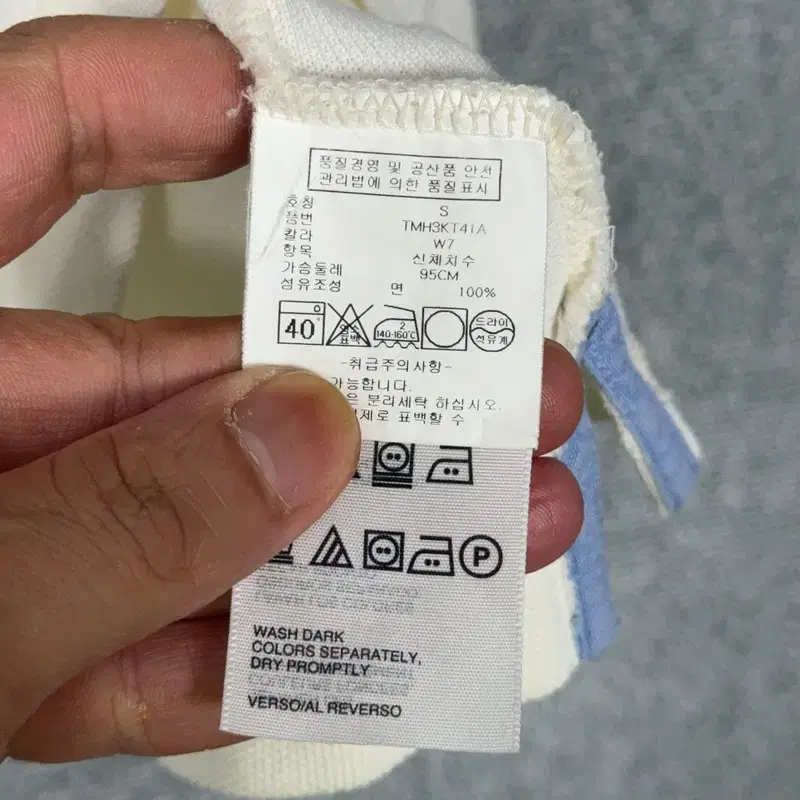 품질경영 및 공산품 안전
관리법에 의한 품질표시
호칭 S
품번 TMH3KT41A
칼라 W7
항목 신체치수
가슴둘레 95CM
섬유조성 면 100%
40° 염소 표백 2 140-160°C 드라이 석유계
-취급주의사항-
가능합니다.
은 분리세탁 하십시오.
제로 표백할 수
P
WASH DARK
COLORS SEPARATELY,
DRY PROMPTLY
VERSO/AL REVERSO